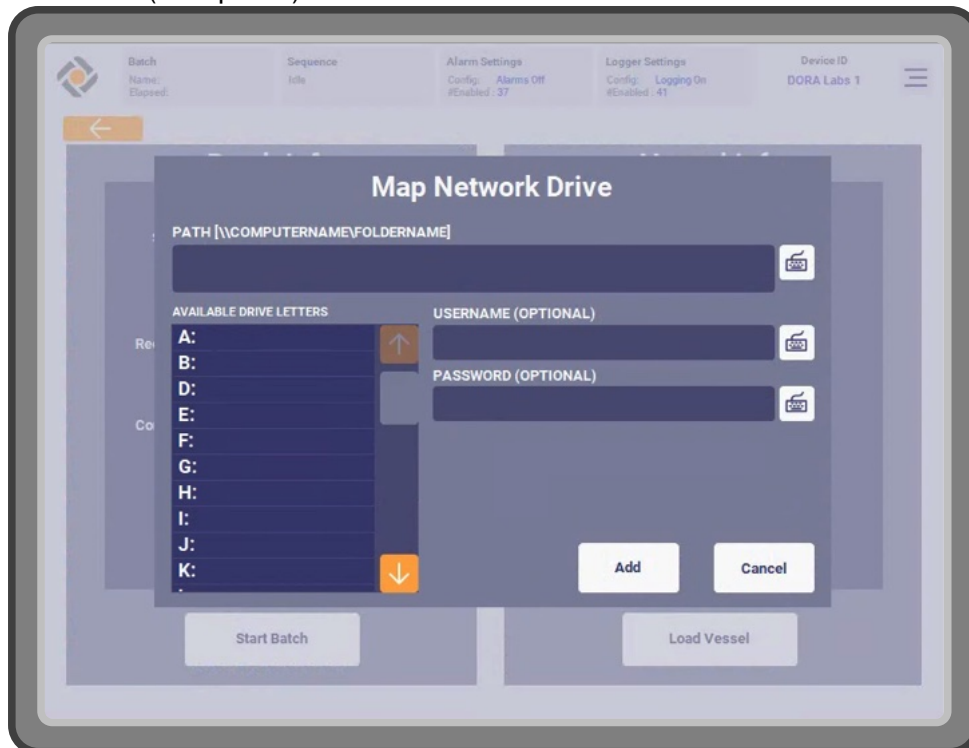 Batch
Name:
Elapsed:
Sequence
Idle
Alarm Settings
Config: Alarms Off
#Enabled : 37
Logger Settings
Config: Logging On
#Enabled : 41
Device ID
DORA Labs 1
Map Network Drive
PATH [\\COMPUTERNAME\FOLDERNAME]
AVAILABLE DRIVE LETTERS
USERNAME (OPTIONAL)
PASSWORD (OPTIONAL)
A:
B:
D:
E:
F:
G:
H:
I:
J:
K:
Add
Cancel
Start Batch
Load Vessel